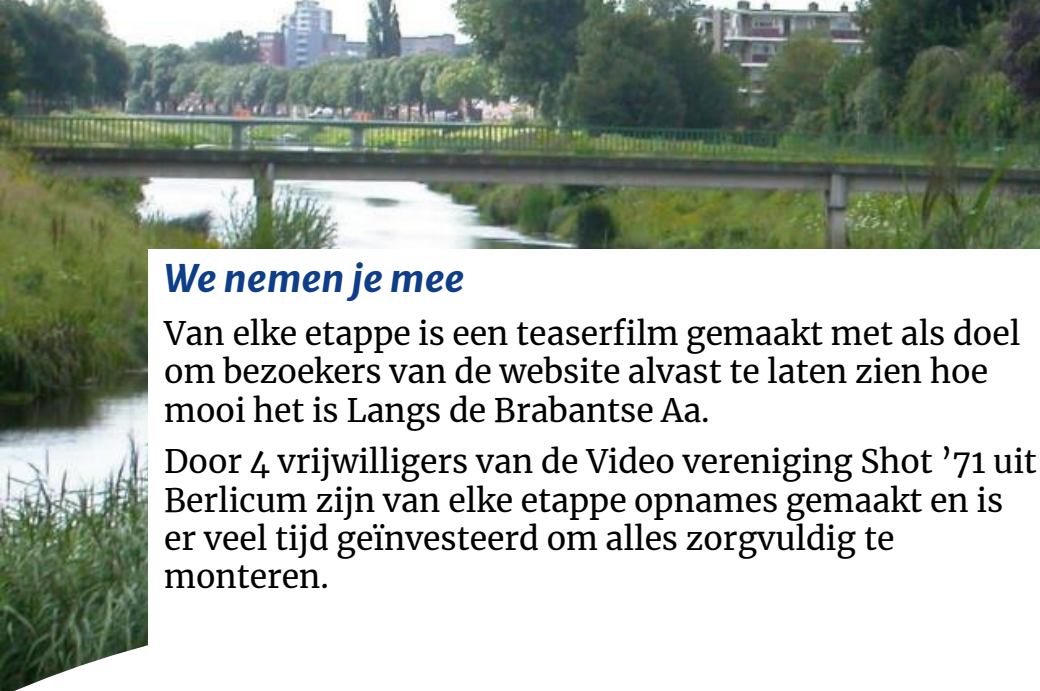 We nemen je mee
Van elke etappe is een teaserfilm gemaakt met als doel
om bezoekers van de website alvast te laten zien hoe
mooi het is Langs de Brabantse Aa.
Door 4 vrijwilligers van de Video vereniging Shot ’71 uit
Berlicum zijn van elke etappe opnames gemaakt en is
er veel tijd geïnvesteerd om alles zorgvuldig te
monteren.